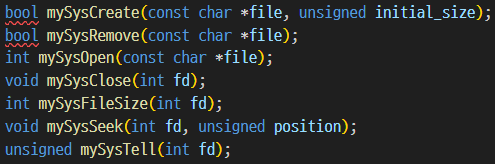 bool mySysCreate(const char *file, unsigned initial_size);
bool mySysRemove(const char *file);
int mySysOpen(const char *file);
void mySysClose(int fd);
int mySysFileSize(int fd);
void mySysSeek(int fd, unsigned position);
unsigned mySysTell(int fd);